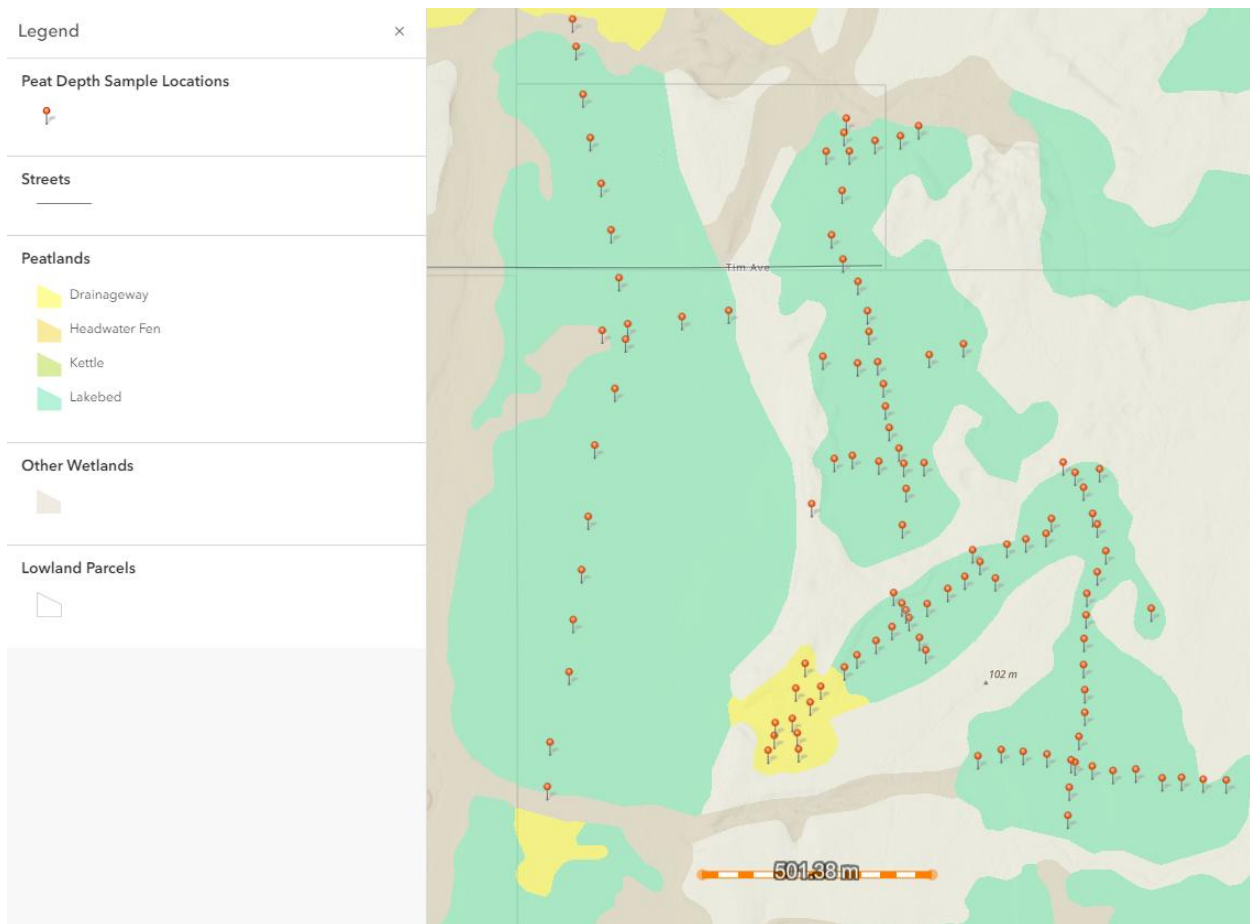 Legend
×
Peat Depth Sample Locations
Streets
Peatlands
Drainageway
Headwater Fen
Kettle
Lakebed
Other Wetlands
Lowland Parcels
Tim Ave
102 m
501.38 m